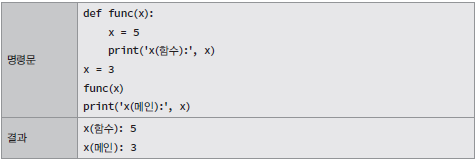 명령문
def func(x):
    x = 5
    print('x(함수):', x)
x = 3
func(x)
print('x(메인):', x)
결과
x(함수): 5
x(메인): 3